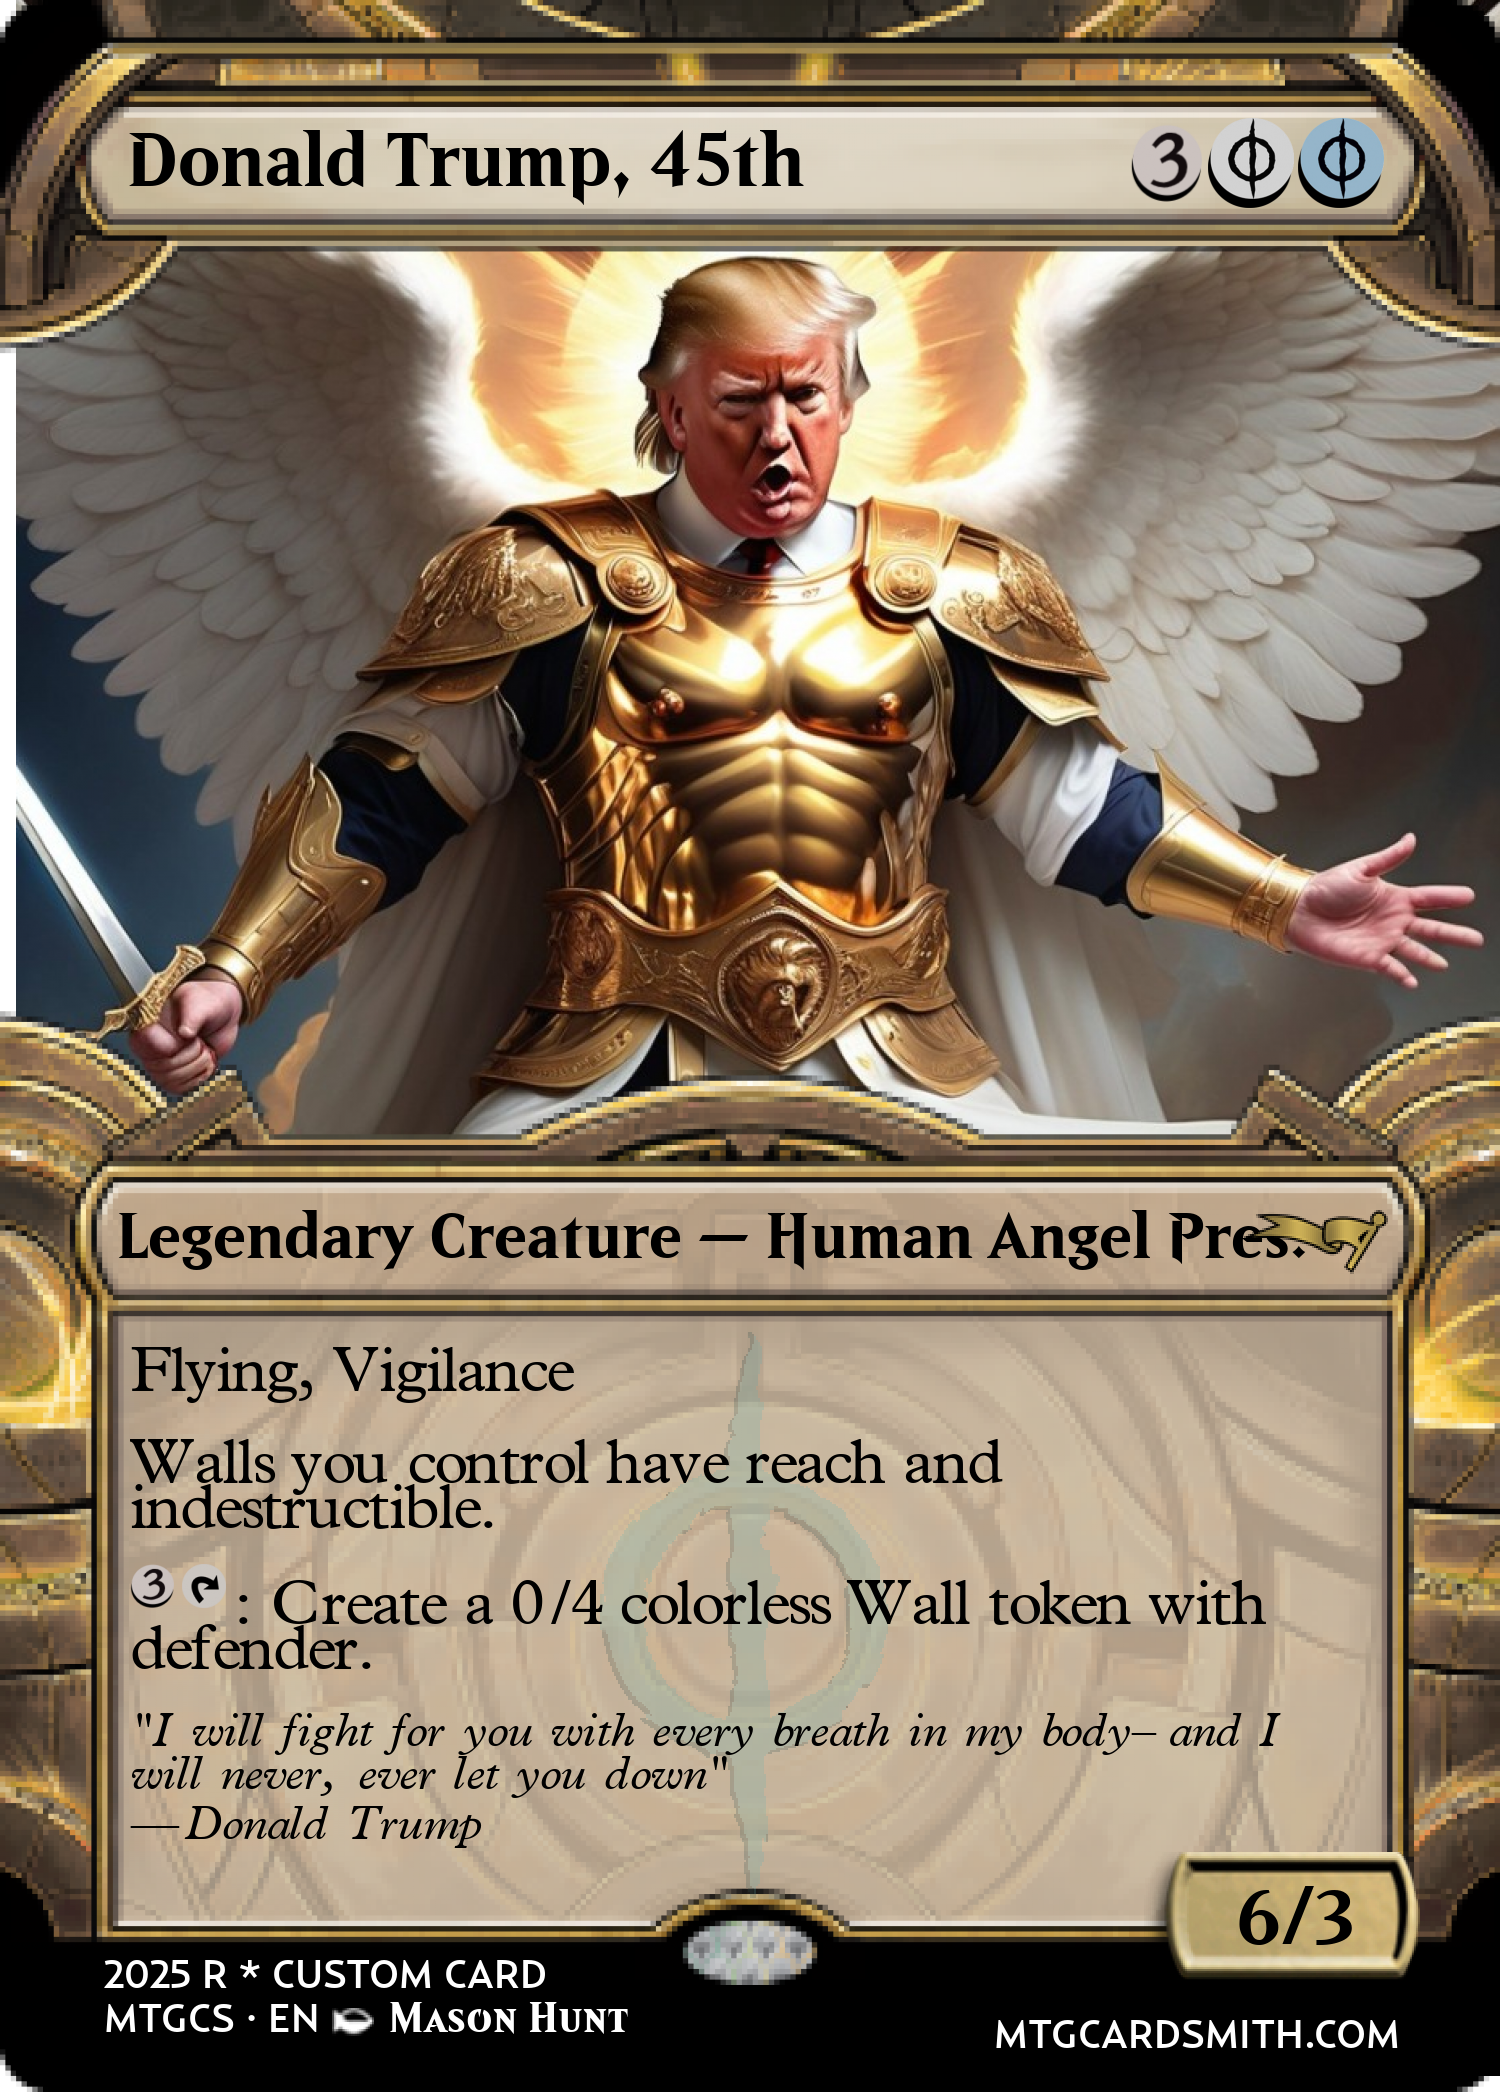 Donald Trump, 45th 3
Legendary Creature — Human Angel Pres.
Flying, Vigilance
Walls you control have reach and
indestructible.
3 : Create a 0/4 colorless Wall token with
defender.
"I will fight for you with every breath in my body– and I
will never, ever let you down"
—Donald Trump
6/3
2025 R * CUSTOM CARD
MTGCS · EN Mason Hunt
MTGCARDSMITH.COM